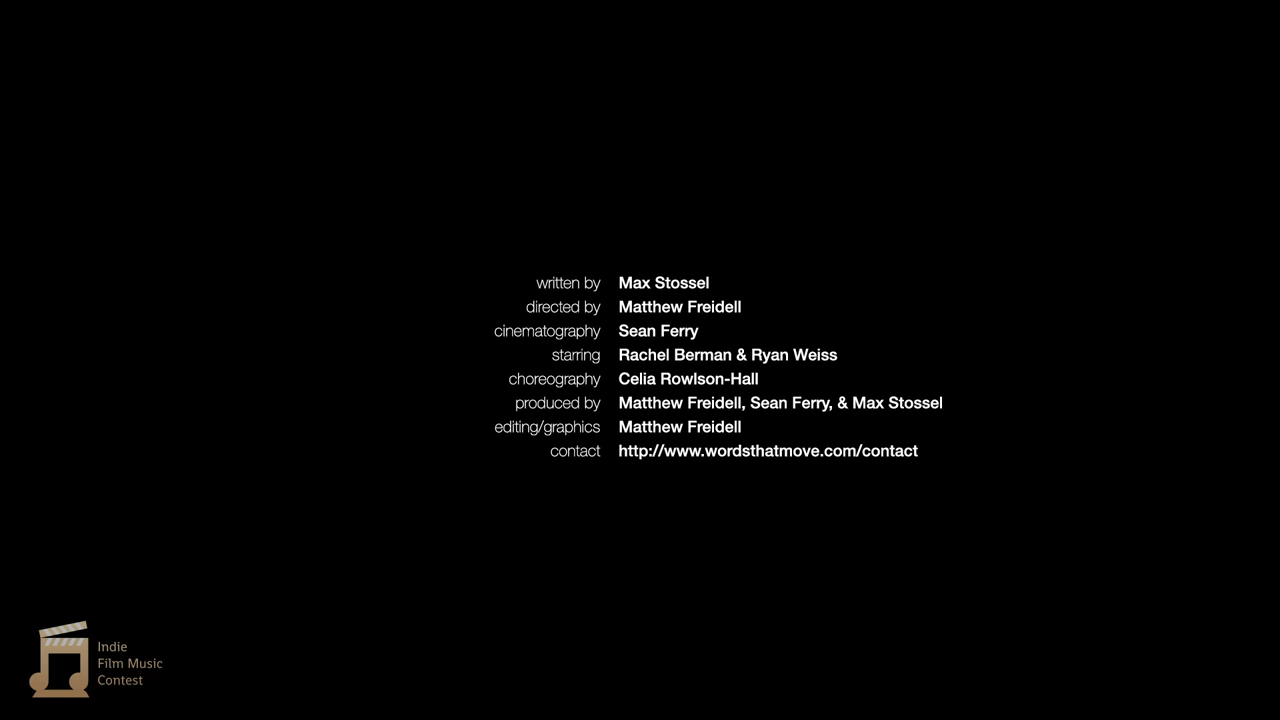 written by Max Stossel
directed by Matthew Freidell
cinematography Sean Ferry
starring Rachel Berman & Ryan Weiss
choreography Celia Rowlson-Hall
produced by Matthew Freidell, Sean Ferry, & Max Stossel
editing/graphics Matthew Freidell
contact http://www.wordsthatmove.com/contact
Indie
Film Music
Contest